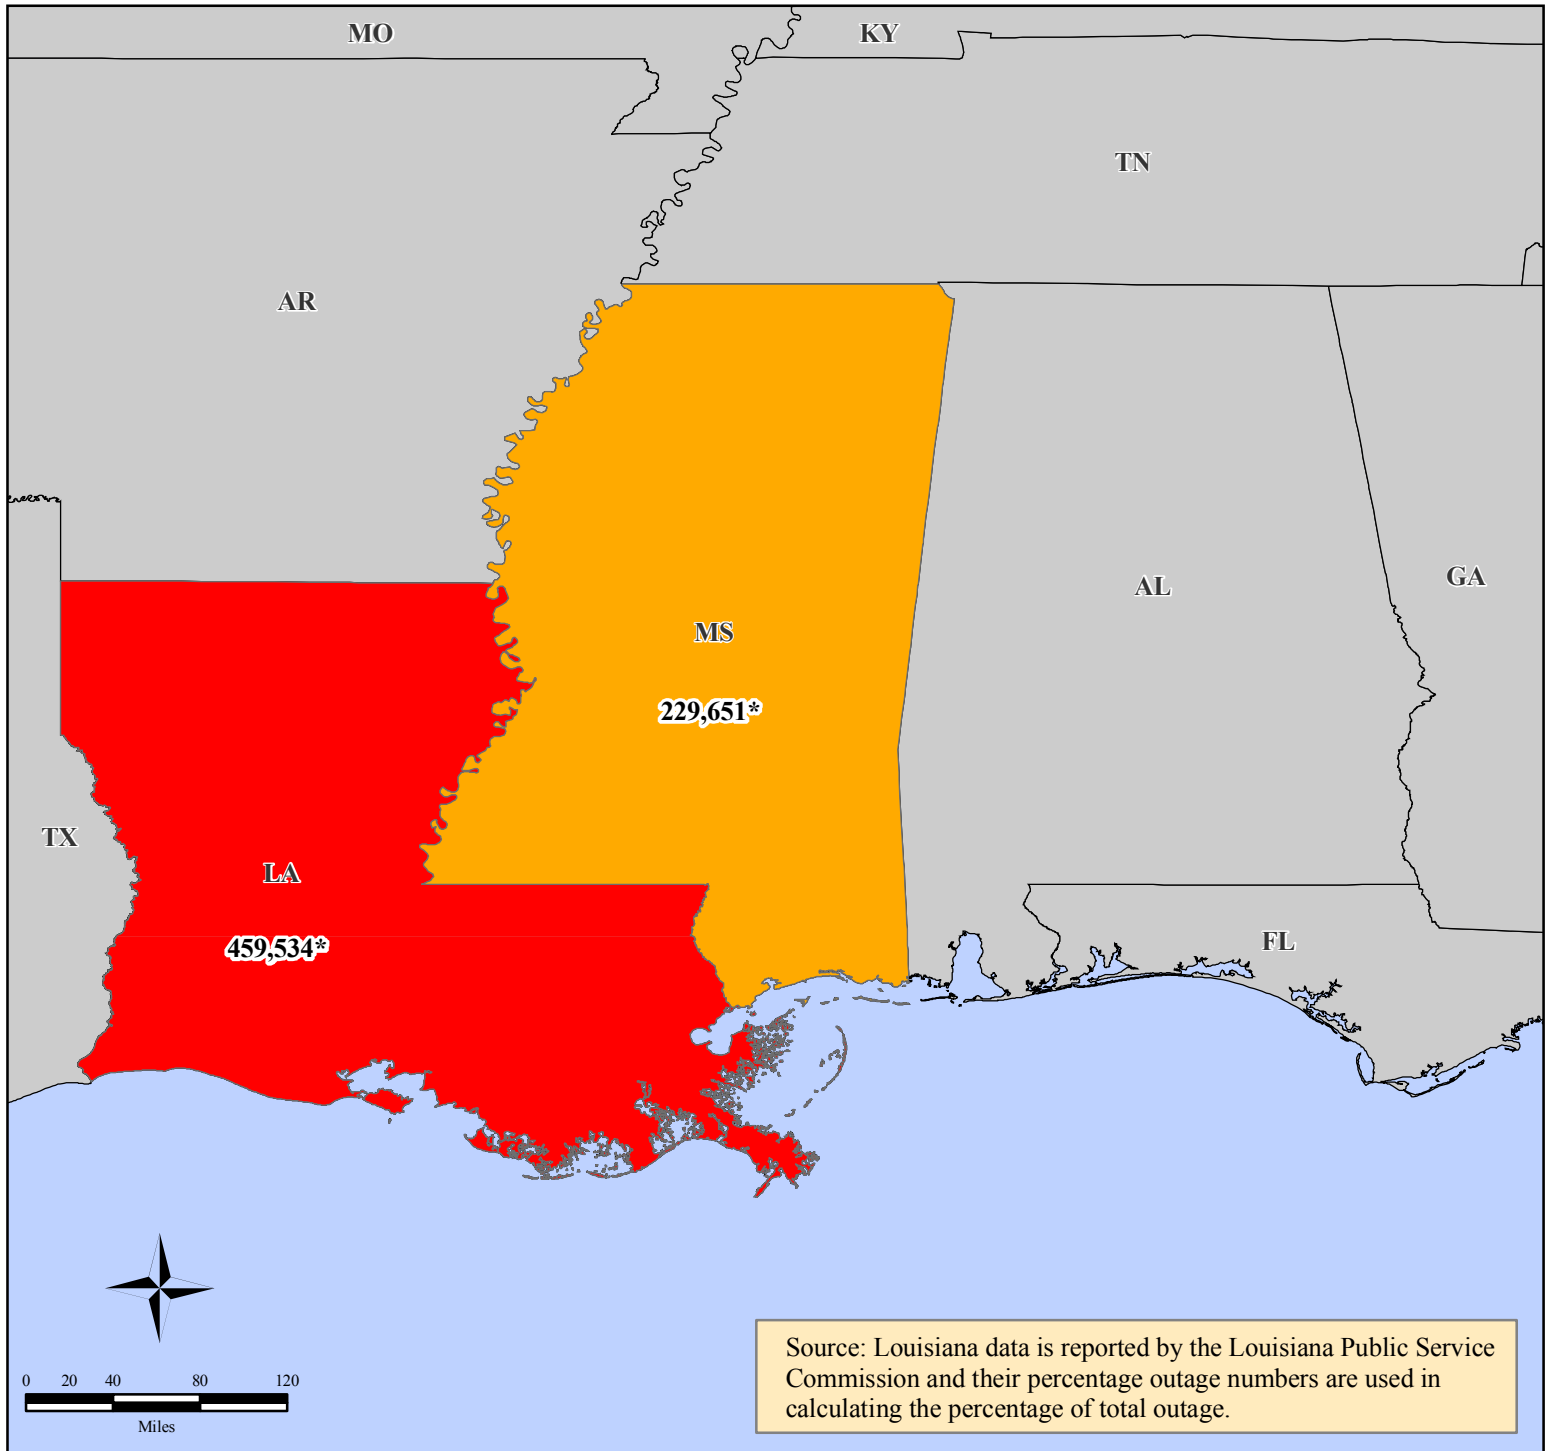 MO
KY
TN
AR
AL
GA
MS
229,651*
TX
LA
459,534*
FL
0 20 40 80 120
Miles
Source: Louisiana data is reported by the Louisiana Public Service
Commission and their percentage outage numbers are used in
calculating the percentage of total outage.